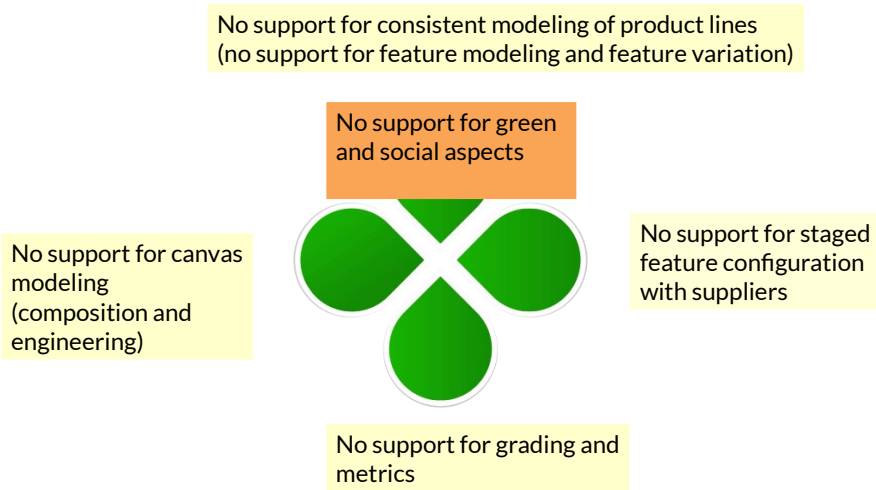 No support for consistent modeling of product lines
(no support for feature modeling and feature variation)
No support for green
and social aspects
No support for canvas
modeling
(composition and
engineering)
No support for staged
feature configuration
with suppliers
No support for grading and
metrics